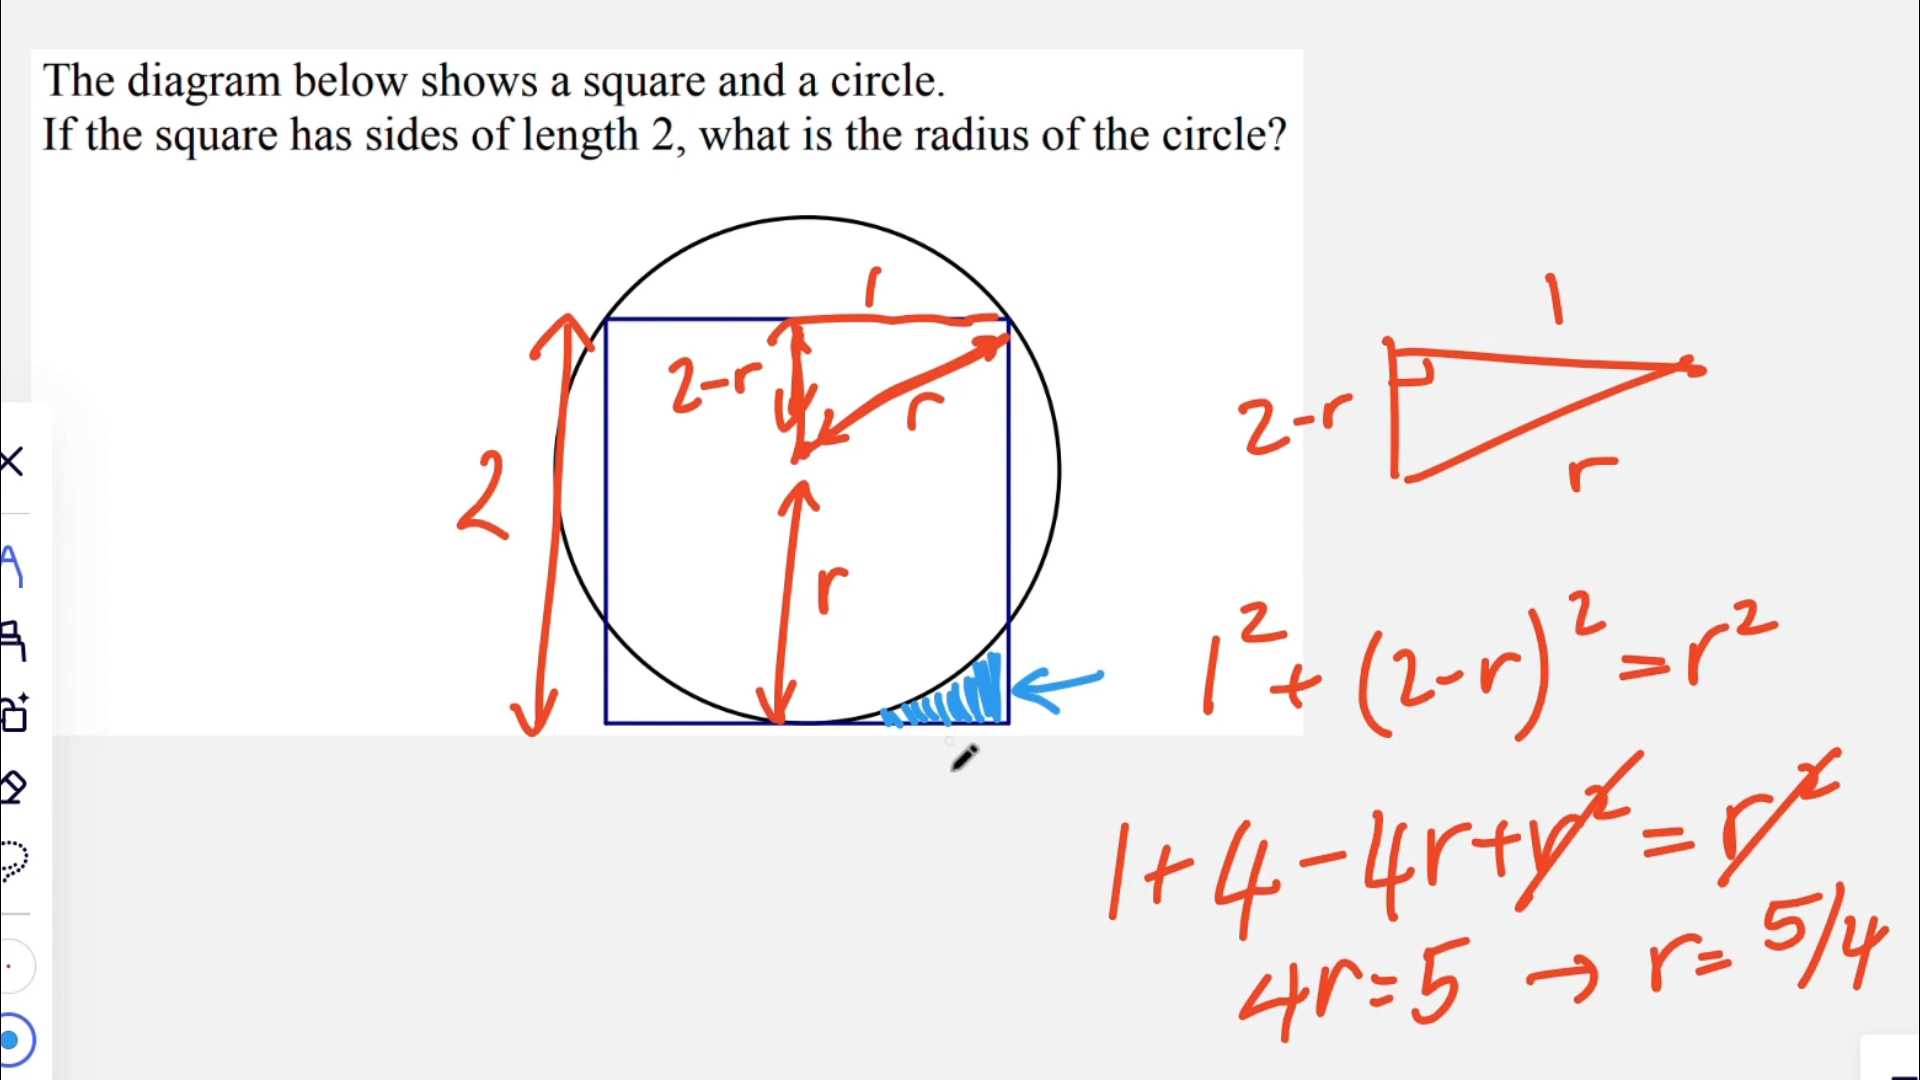 The diagram below shows a square and a circle.
If the square has sides of length 2, what is the radius of the circle?
1
2-r
r
2
r
1
2-r
r
1² + (2-r)² = r²
1+4-4r+r² = r²
4r=5 → r= 5/4
A